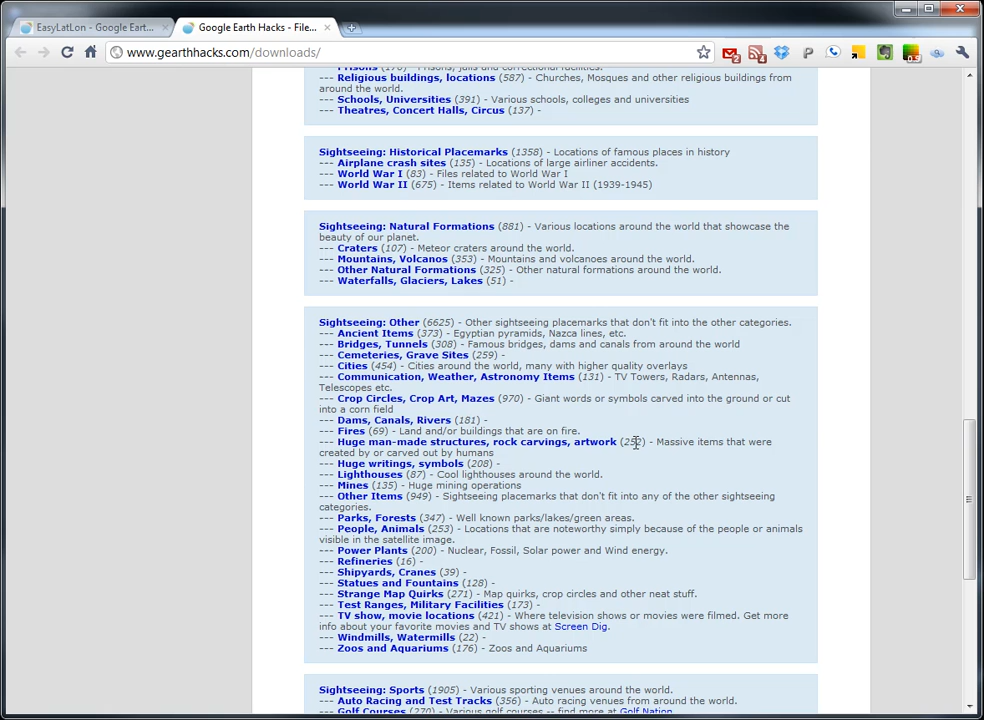 EasyLatLon - Google Eart...
Google Earth Hacks - File...
www.gearthhacks.com/downloads/
Prisons (170) - Prisons, jails and correctional facilities.
--- Religious buildings, locations (587) - Churches, Mosques and other religious buildings from
around the world.
--- Schools, Universities (391) - Various schools, colleges and universities
--- Theatres, Concert Halls, Circus (137) -
Sightseeing: Historical Placemarks (1358) - Locations of famous places in history
--- Airplane crash sites (135) - Locations of large airliner accidents.
--- World War I (83) - Files related to World War I
--- World War II (675) - Items related to World War II (1939-1945)
Sightseeing: Natural Formations (881) - Various locations around the world that showcase the
beauty of our planet.
--- Craters (107) - Meteor craters around the world.
--- Mountains, Volcanos (353) - Mountains and volcanoes around the world.
--- Other Natural Formations (325) - Other natural formations around the world.
--- Waterfalls, Glaciers, Lakes (51) -
Sightseeing: Other (6625) - Other sightseeing placemarks that don't fit into the other categories.
--- Ancient Items (373) - Egyptian pyramids, Nazca lines, etc.
--- Bridges, Tunnels (308) - Famous bridges, dams and canals from around the world
--- Cemeteries, Grave Sites (259) -
--- Cities (454) - Cities around the world, many with higher quality overlays
--- Communication, Weather, Astronomy Items (131) - TV Towers, Radars, Antennas,
Telescopes etc.
--- Crop Circles, Crop Art, Mazes (970) - Giant words or symbols carved into the ground or cut
into a corn field
--- Dams, Canals, Rivers (181) -
--- Fires (69) - Land and/or buildings that are on fire.
--- Huge man-made structures, rock carvings, artwork (252) - Massive items that were
created by or carved out by humans
--- Huge writings, symbols (208) -
--- Lighthouses (87) - Cool lighthouses around the world.
--- Mines (135) - Huge mining operations
--- Other Items (949) - Sightseeing placemarks that don't fit into any of the other sightseeing
categories.
--- Parks, Forests (347) - Well known parks/lakes/green areas.
--- People, Animals (253) - Locations that are noteworthy simply because of the people or animals
visible in the satellite image.
--- Power Plants (200) - Nuclear, Fossil, Solar power and Wind energy.
--- Refineries (16) -
--- Shipyards, Cranes (39) -
--- Statues and Fountains (128) -
--- Strange Map Quirks (271) - Map quirks, crop circles and other neat stuff.
--- Test Ranges, Military Facilities (173) -
--- TV show, movie locations (421) - Where television shows or movies were filmed. Get more
info about your favorite movies and TV shows at Screen Dig.
--- Windmills, Watermills (22) -
--- Zoos and Aquariums (176) - Zoos and Aquariums
Sightseeing: Sports (1905) - Various sporting venues around the world.
--- Auto Racing and Test Tracks (356) - Auto racing venues from around the world.
--- Golf Courses (270) - Various golf courses -- find more at Golf Nation